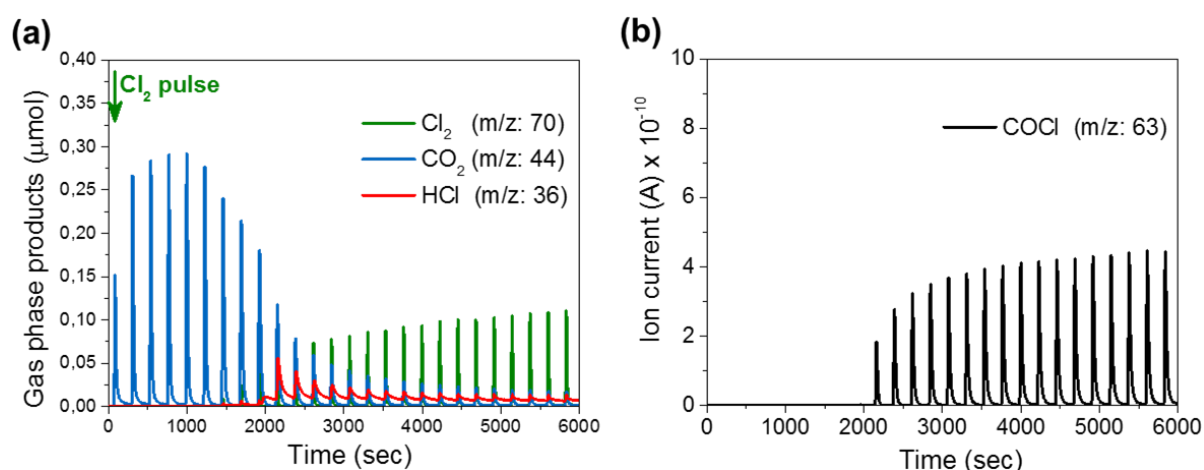 (a)
0,40
0,35
0,30
0,25
0,20
0,15
0,10
0,05
0,00
Gas phase products (μmol)
Cl₂ pulse
Cl₂ (m/z: 70)
CO₂ (m/z: 44)
HCl (m/z: 36)
0 1000 2000 3000 4000 5000 6000
Time (sec)
(b)
10
8
6
4
2
0
Ion current (A) x 10⁻¹⁰
COCl (m/z: 63)
0 1000 2000 3000 4000 5000 6000
Time (sec)